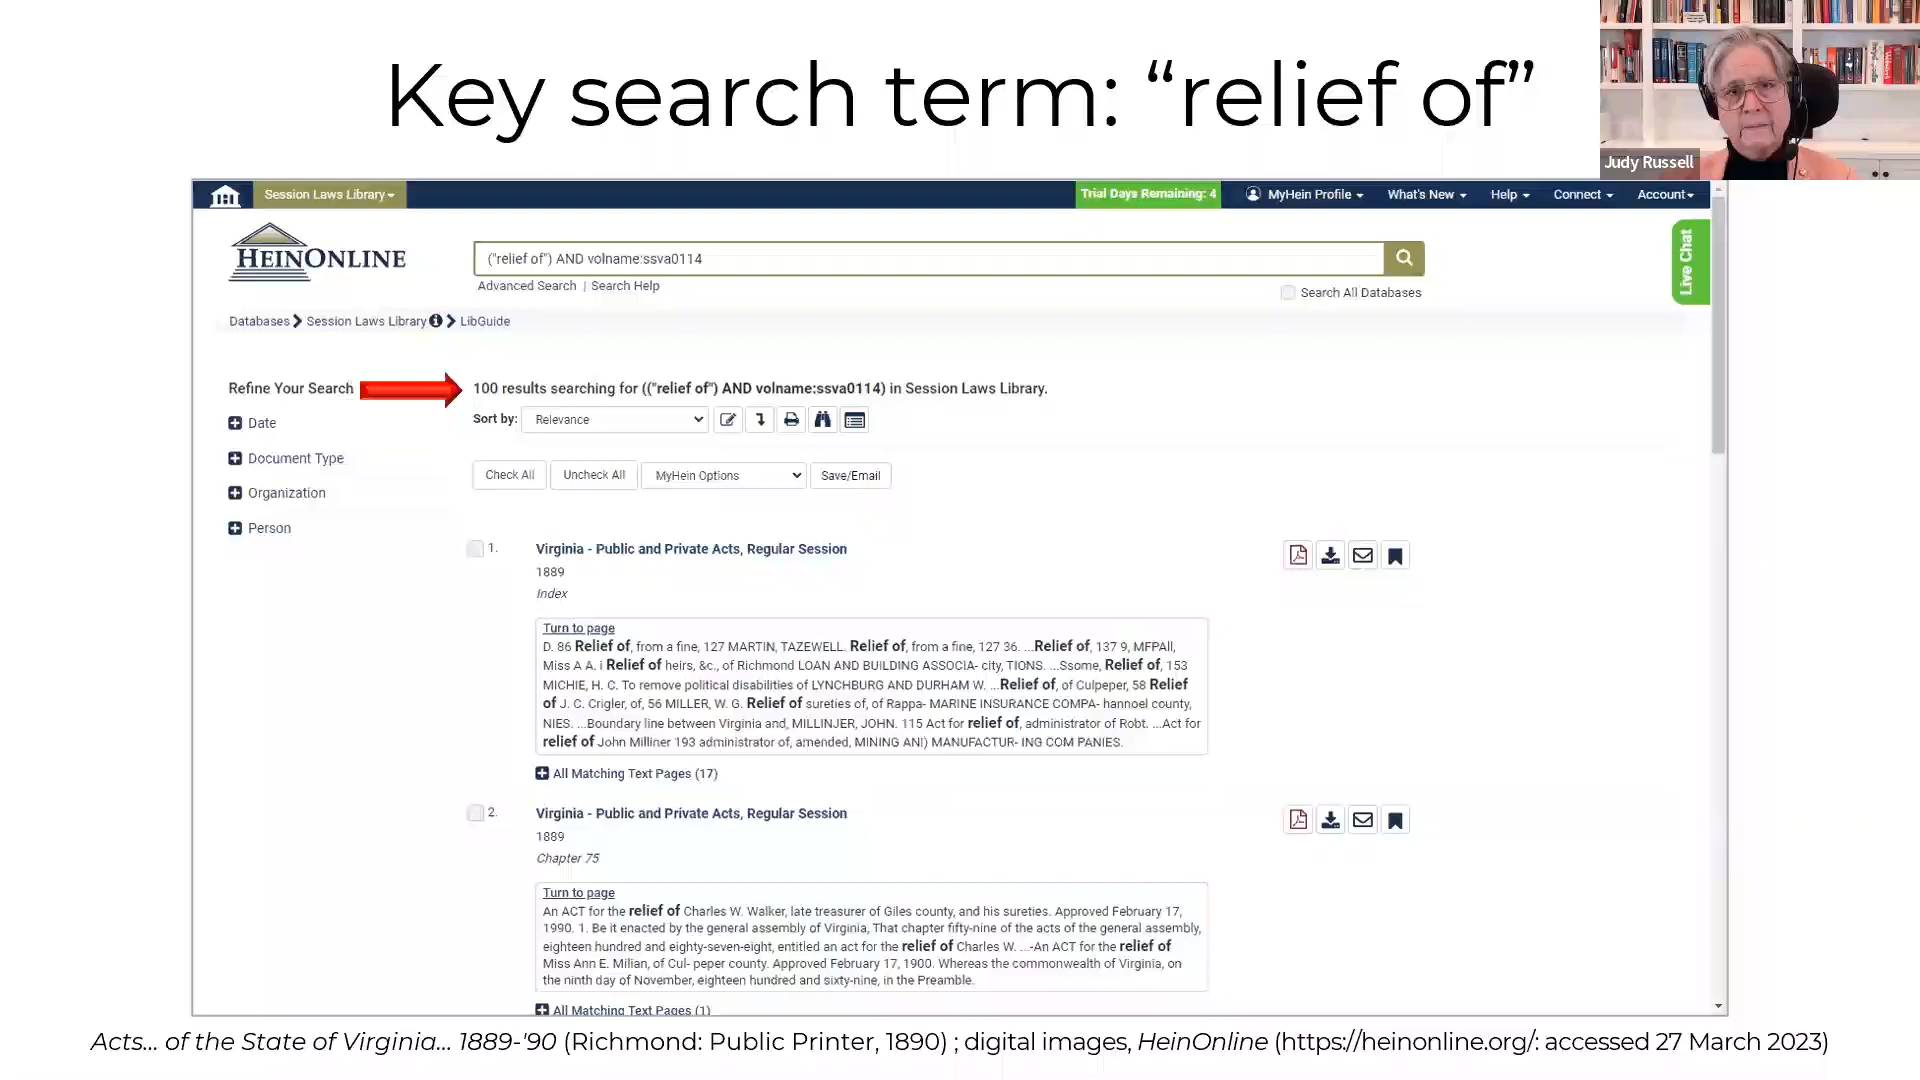 Key search term: “relief of”
Judy Russell
Session Laws Library
Trial Days Remaining: 4
MyHein Profile
What's New
Help
Connect
Account
HEINONLINE
("relief of") AND volname:ssva0114
Advanced Search | Search Help
Search All Databases
Live Chat
Databases Session Laws Library LibGuide
Refine Your Search
Date
Document Type
Organization
Person
100 results searching for (("relief of") AND volname:ssva0114) in Session Laws Library.
Sort by: Relevance
Check All Uncheck All MyHein Options Save/Email
1. Virginia - Public and Private Acts, Regular Session
1889
Index
Turn to page
D. 86 Relief of, from a fine, 127 MARTIN, TAZEWELL. Relief of, from a fine, 127 36. ...Relief of, 137 9, MFPAll,
Miss A A. i Relief of heirs, &c., of Richmond LOAN AND BUILDING ASSOCIA- city, TIONS. ...Ssome, Relief of, 153
MICHIE, H. C. To remove political disabilities of LYNCHBURG AND DURHAM W. ...Relief of, of Culpeper, 58 Relief
of J. C. Crigler, of, 56 MILLER, W. G. Relief of sureties of, of Rappa- MARINE INSURANCE COMPA- hannoel county,
NIES. ...Boundary line between Virginia and, MILLINJER, JOHN. 115 Act for relief of, administrator of Robt. ...Act for
relief of John Milliner 193 administrator of, amended, MINING ANI) MANUFACTUR- ING COM PANIES.
All Matching Text Pages (17)
2. Virginia - Public and Private Acts, Regular Session
1889
Chapter 75
Turn to page
An ACT for the relief of Charles W. Walker, late treasurer of Giles county, and his sureties. Approved February 17,
1990. 1. Be it enacted by the general assembly of Virginia, That chapter fifty-nine of the acts of the general assembly,
eighteen hundred and eighty-seven-eight, entitled an act for the relief of Charles W. ...-An ACT for the relief of
Miss Ann E. Milian, of Cul- peper county. Approved February 17, 1900. Whereas the commonwealth of Virginia, on
the ninth day of November, eighteen hundred and sixty-nine, in the Preamble.
All Matching Text Pages (1)
Acts... of the State of Virginia... 1889-'90 (Richmond: Public Printer, 1890) ; digital images, HeinOnline (https://heinonline.org/: accessed 27 March 2023)